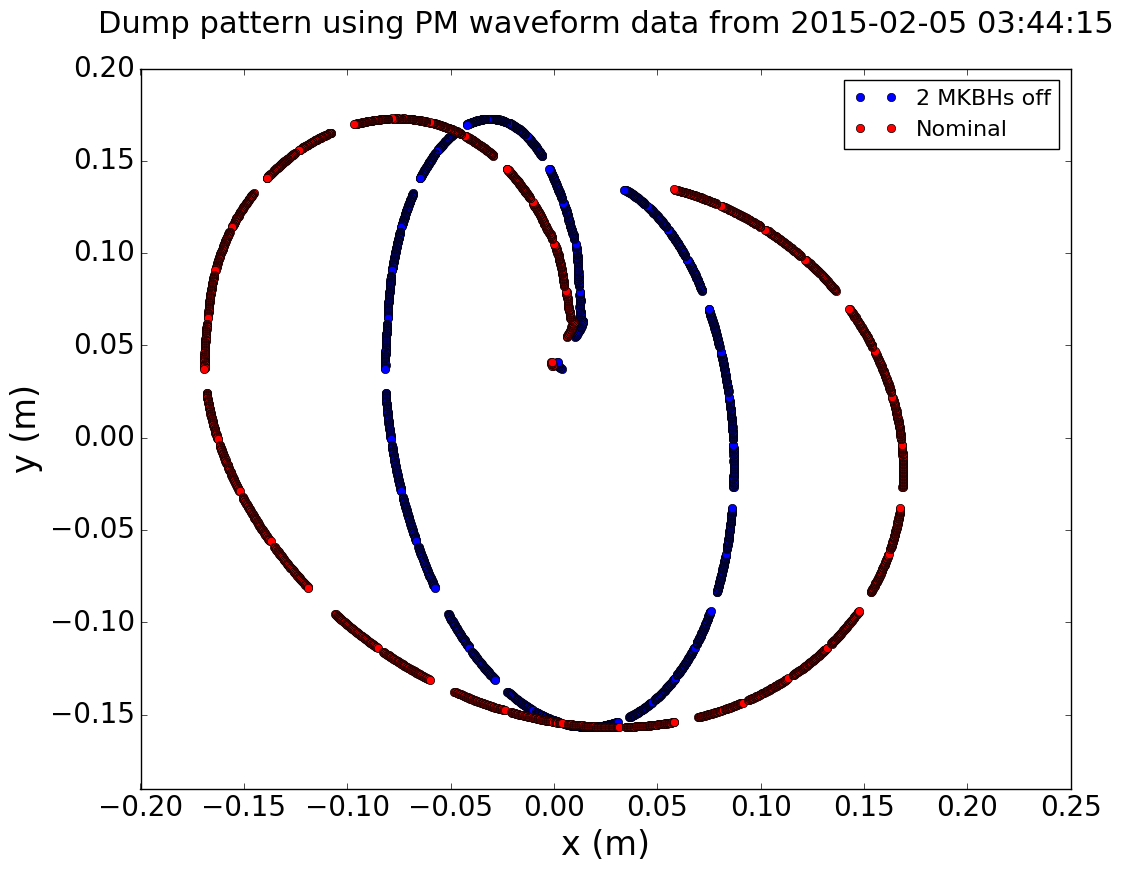 Dump pattern using PM waveform data from 2015-02-05 03:44:15
2 MKBHs off
Nominal
0.20
0.15
0.10
0.05
0.00
−0.05
−0.10
−0.15
y (m)
−0.20 −0.15 −0.10 −0.05 0.00 0.05 0.10 0.15 0.20 0.25
x (m)